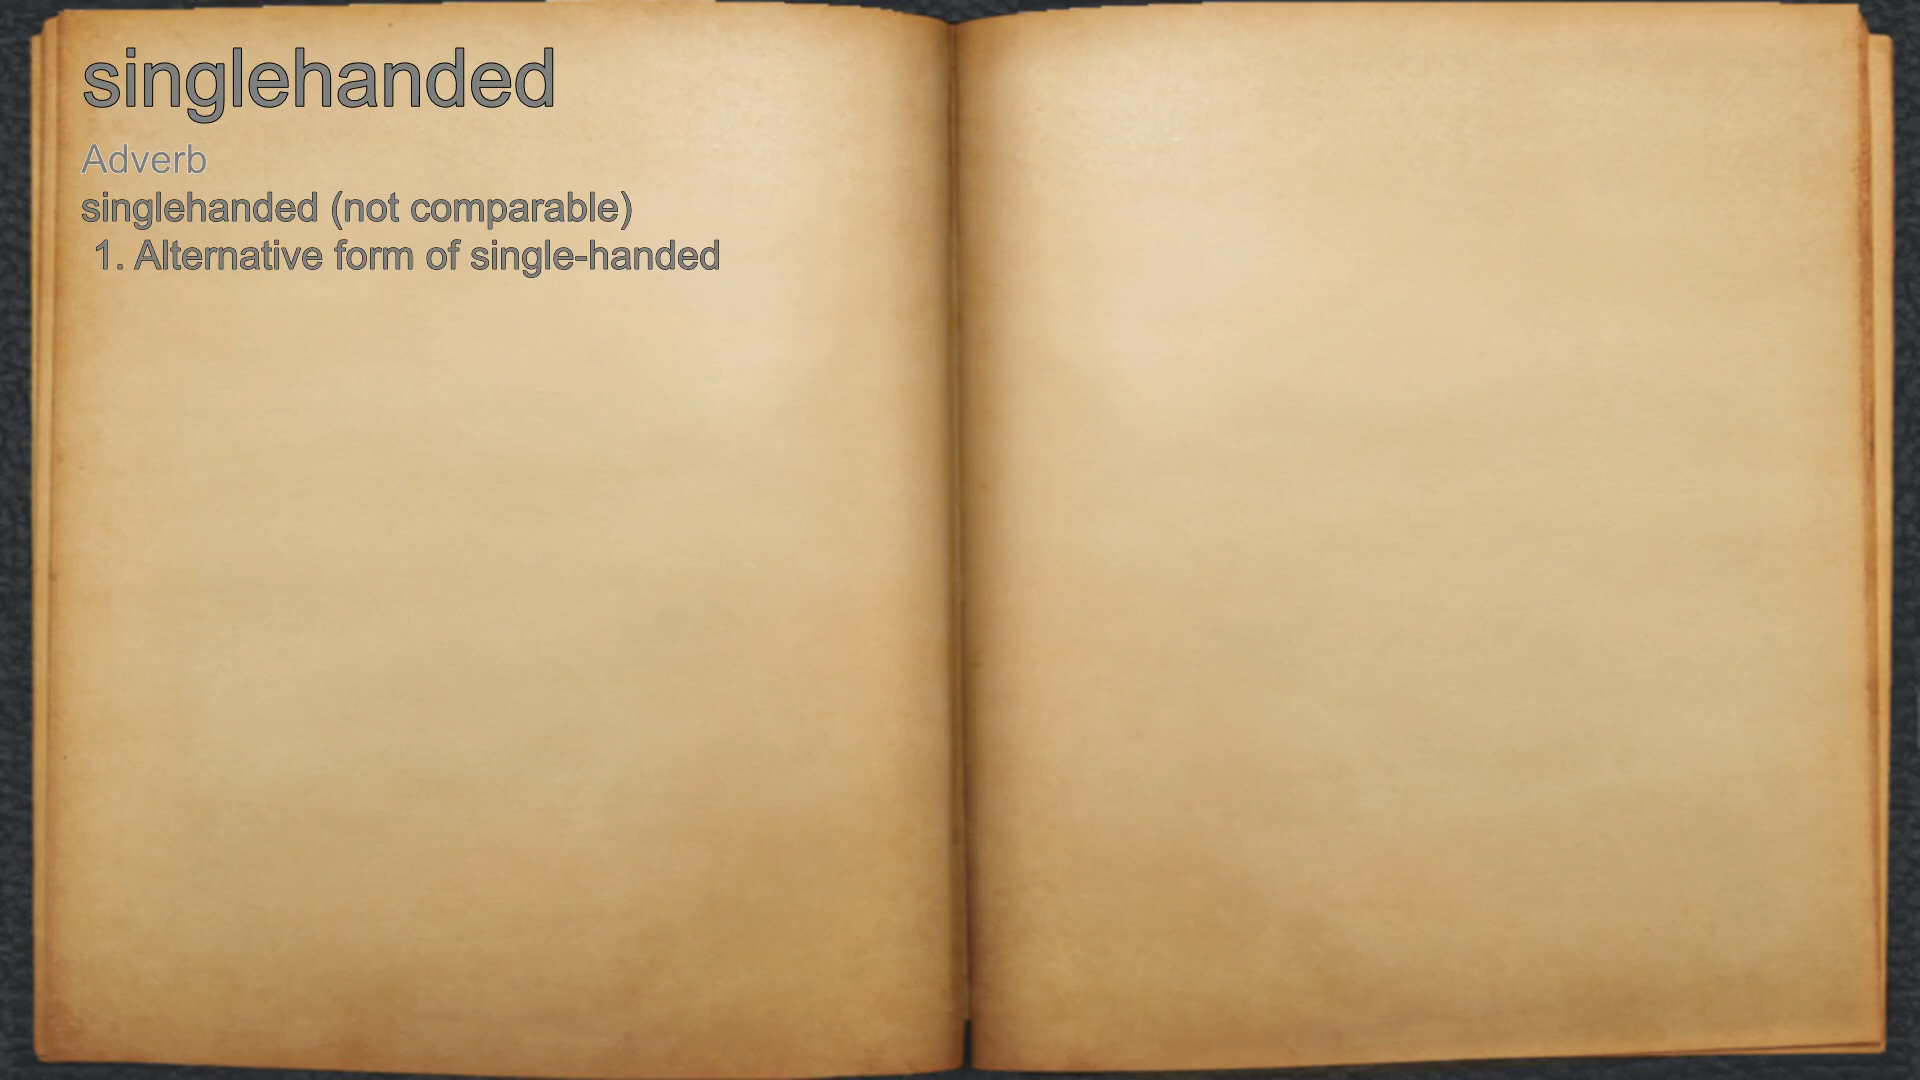 singlehanded
Adverb
singlehanded (not comparable)
1. Alternative form of single-handed